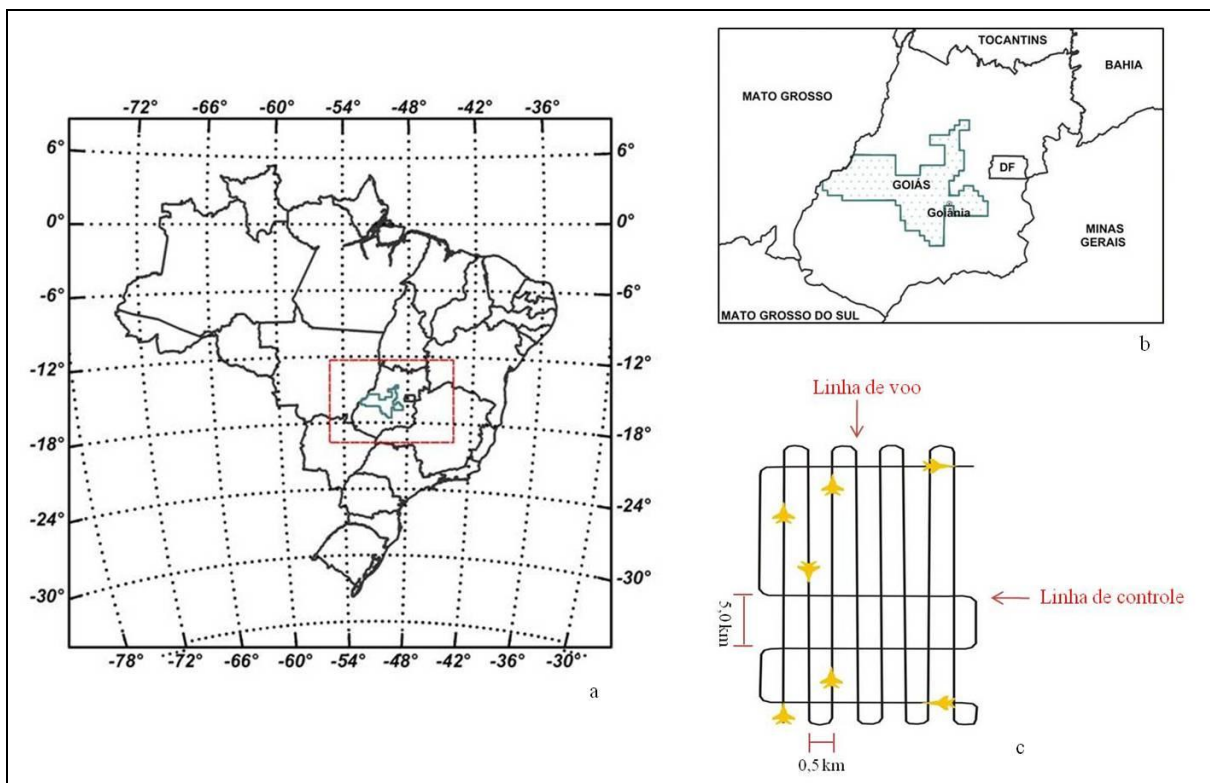 -72° -66° -60° -54° -48° -42° -36°
6° 6°
0° 0°
-6° -6°
-12° -12°
-18° -18°
-24° -24°
-30° -30°
-78° -72° -66° -60° -54° -48° -42° -36° -30°
a
TOCANTINS
BAHIA
MATO GROSSO
DF
GOIÁS
Goiânia
MINAS
GERAIS
MATO GROSSO DO SUL
b
Linha de voo
Linha de controle
5,0 km
0,5 km
c